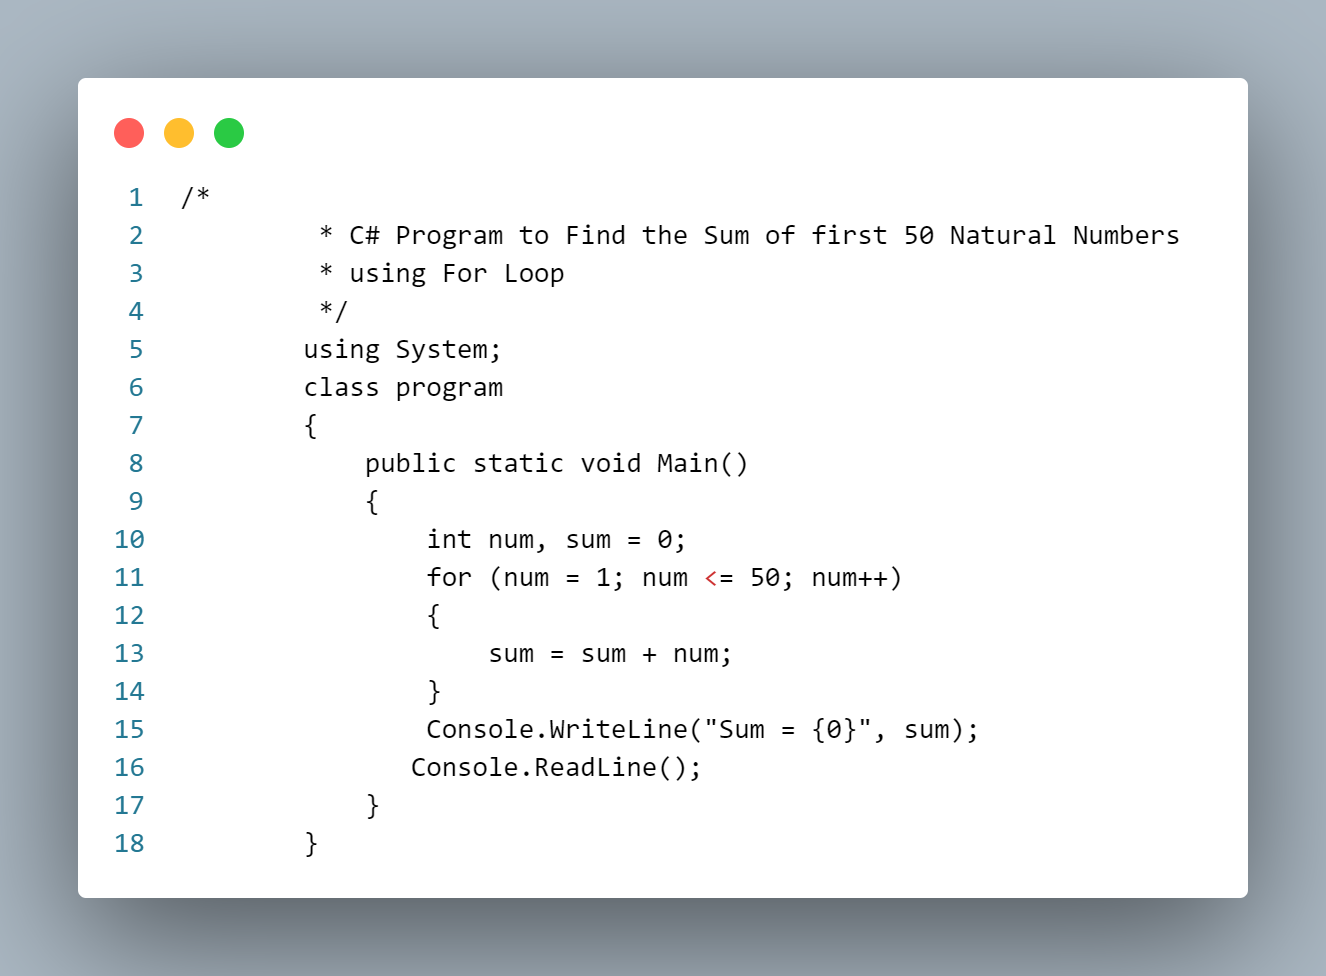 1 /*
2          * C# Program to Find the Sum of first 50 Natural Numbers
3          * using For Loop
4          */
5         using System;
6         class program
7         {
8             public static void Main()
9             {
10                 int num, sum = 0;
11                 for (num = 1; num <= 50; num++)
12                 {
13                     sum = sum + num;
14                 }
15                 Console.WriteLine("Sum = {0}", sum);
16                Console.ReadLine();
17             }
18         }